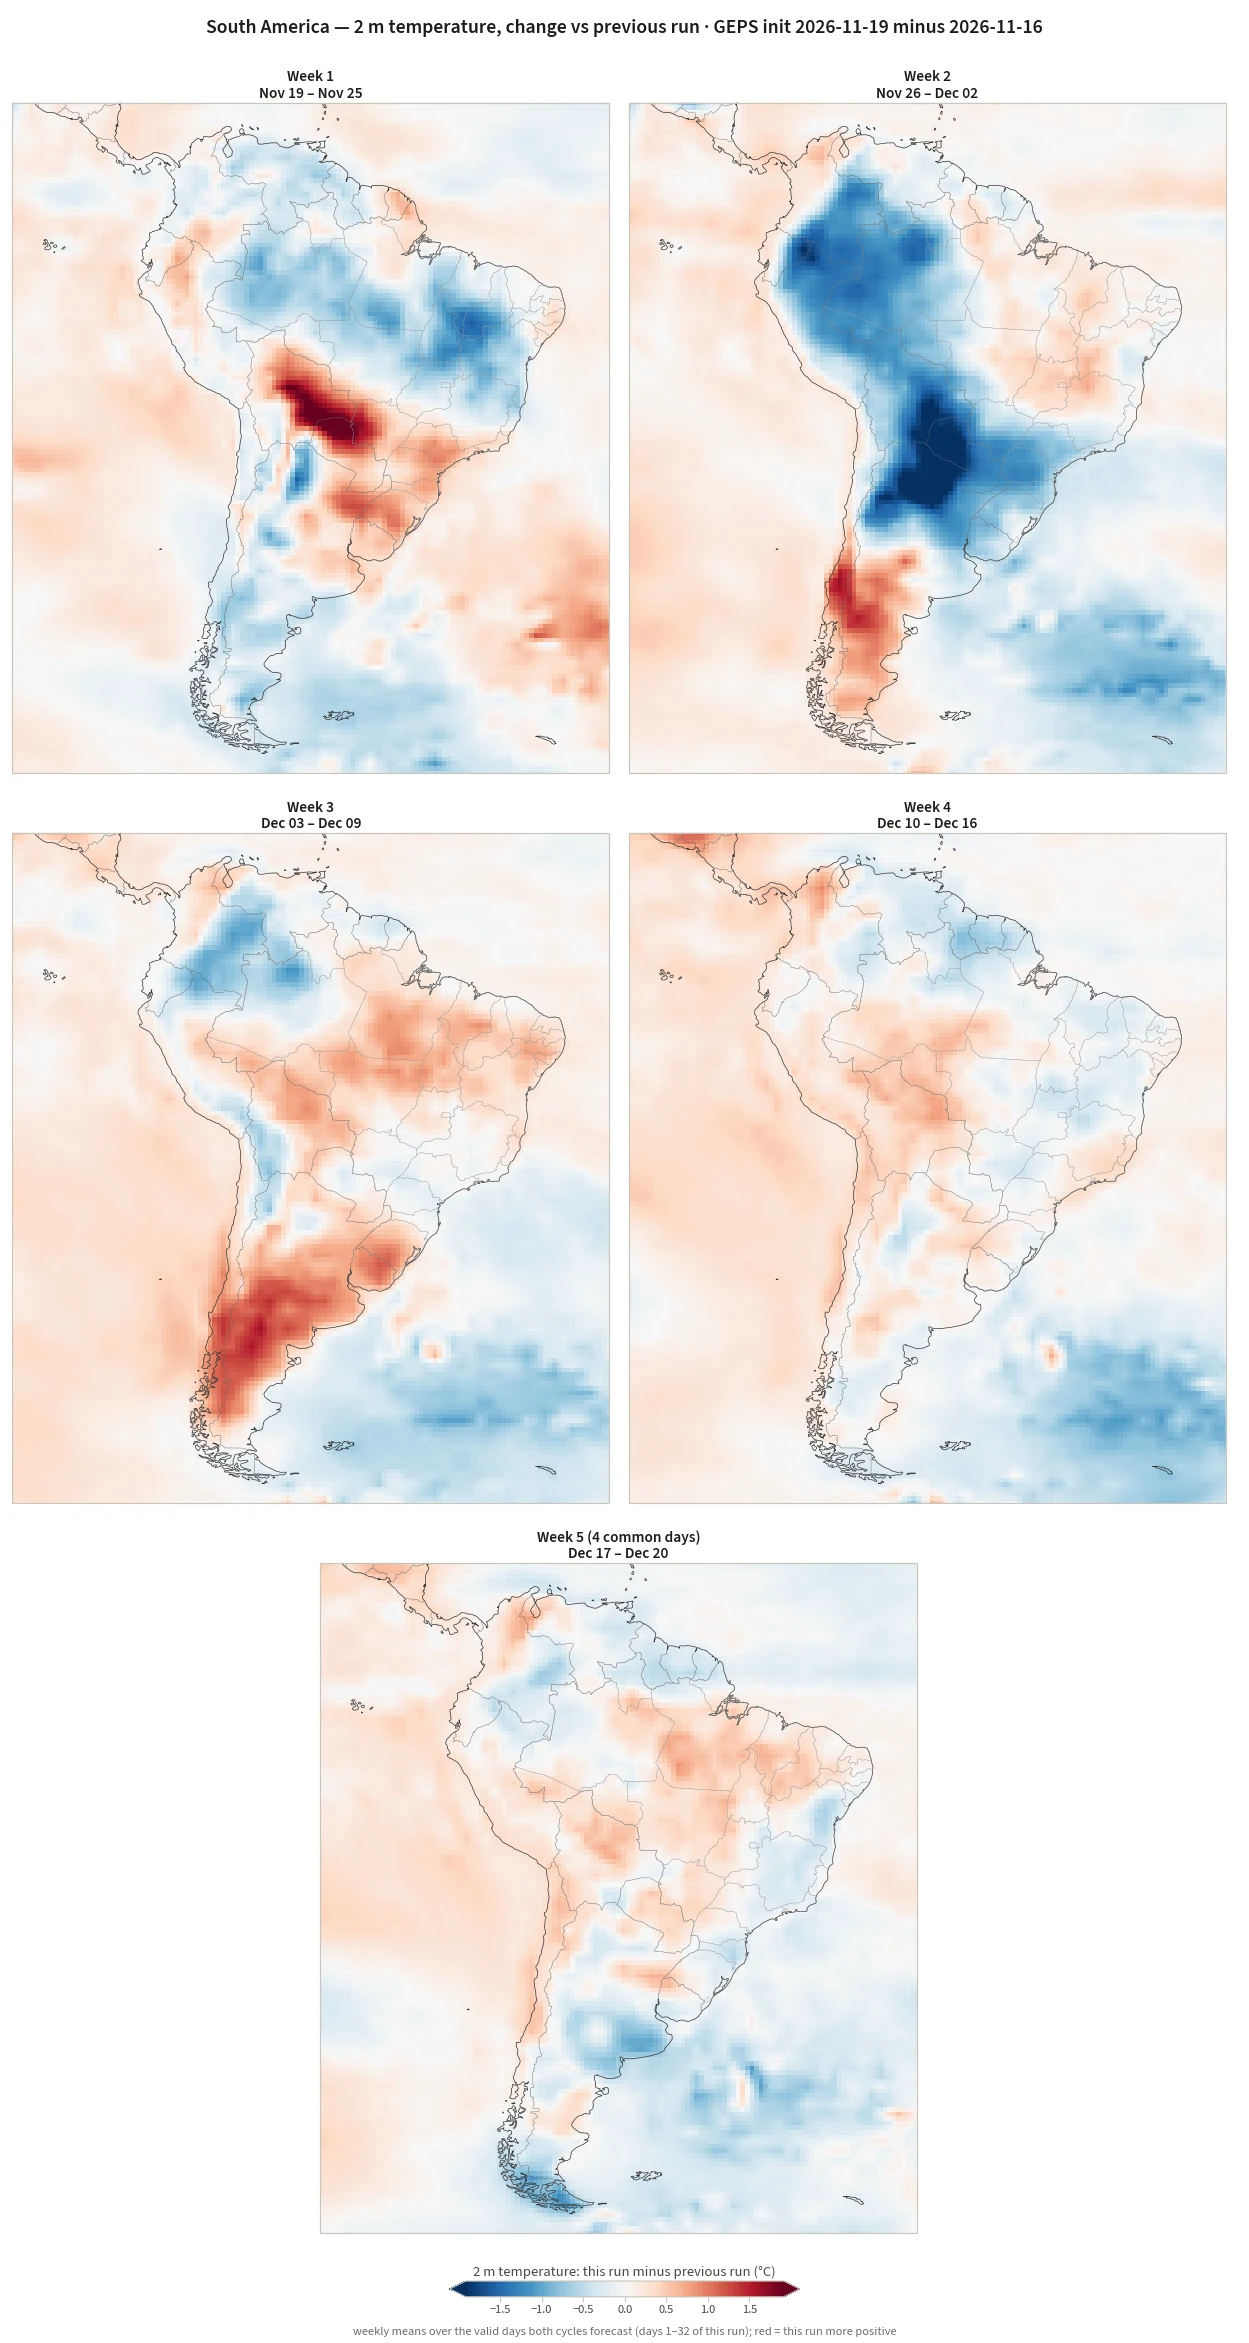 South America — 2 m temperature, change vs previous run · GEPS init 2026-11-19 minus 2026-11-16
Week 1
Nov 19 – Nov 25
Week 2
Nov 26 – Dec 02
Week 3
Dec 03 – Dec 09
Week 4
Dec 10 – Dec 16
Week 5 (4 common days)
Dec 17 – Dec 20
2 m temperature: this run minus previous run (°C)
−1.5 −1.0 −0.5 0.0 0.5 1.0 1.5
weekly means over the valid days both cycles forecast (days 1–32 of this run); red = this run more positive